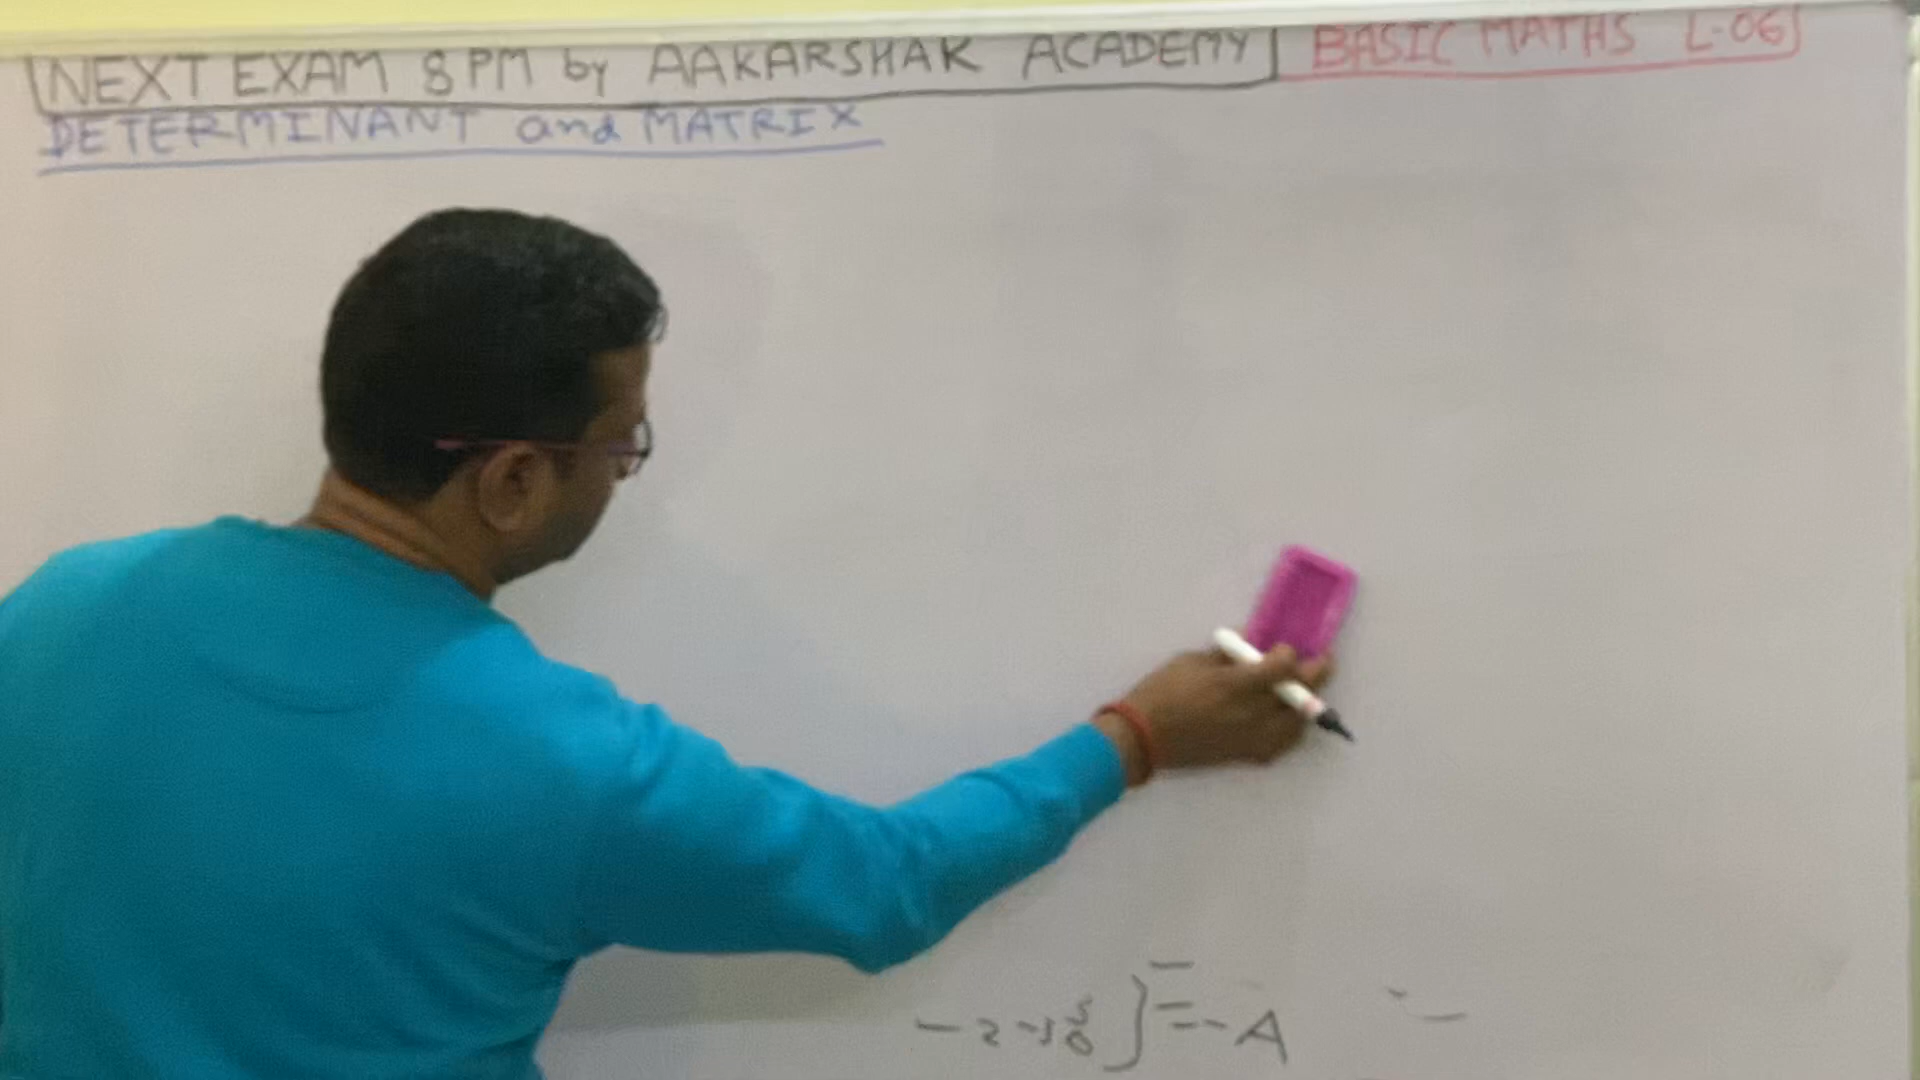 NEXT EXAM 8 PM by AAKARSHAK ACADEMY BASIC MATHS L-06
DETERMINANT and MATRIX
= - A